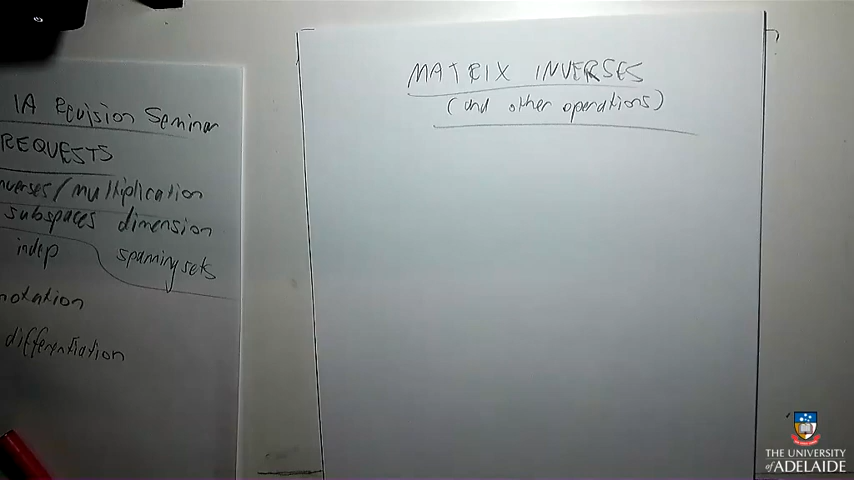 IA Revision Seminar
REQUESTS
nverses/multiplication
subspaces dimension
indep spanning sets
notation
differentiation
MATRIX INVERSES
(and other operations)
THE UNIVERSITY
of ADELAIDE